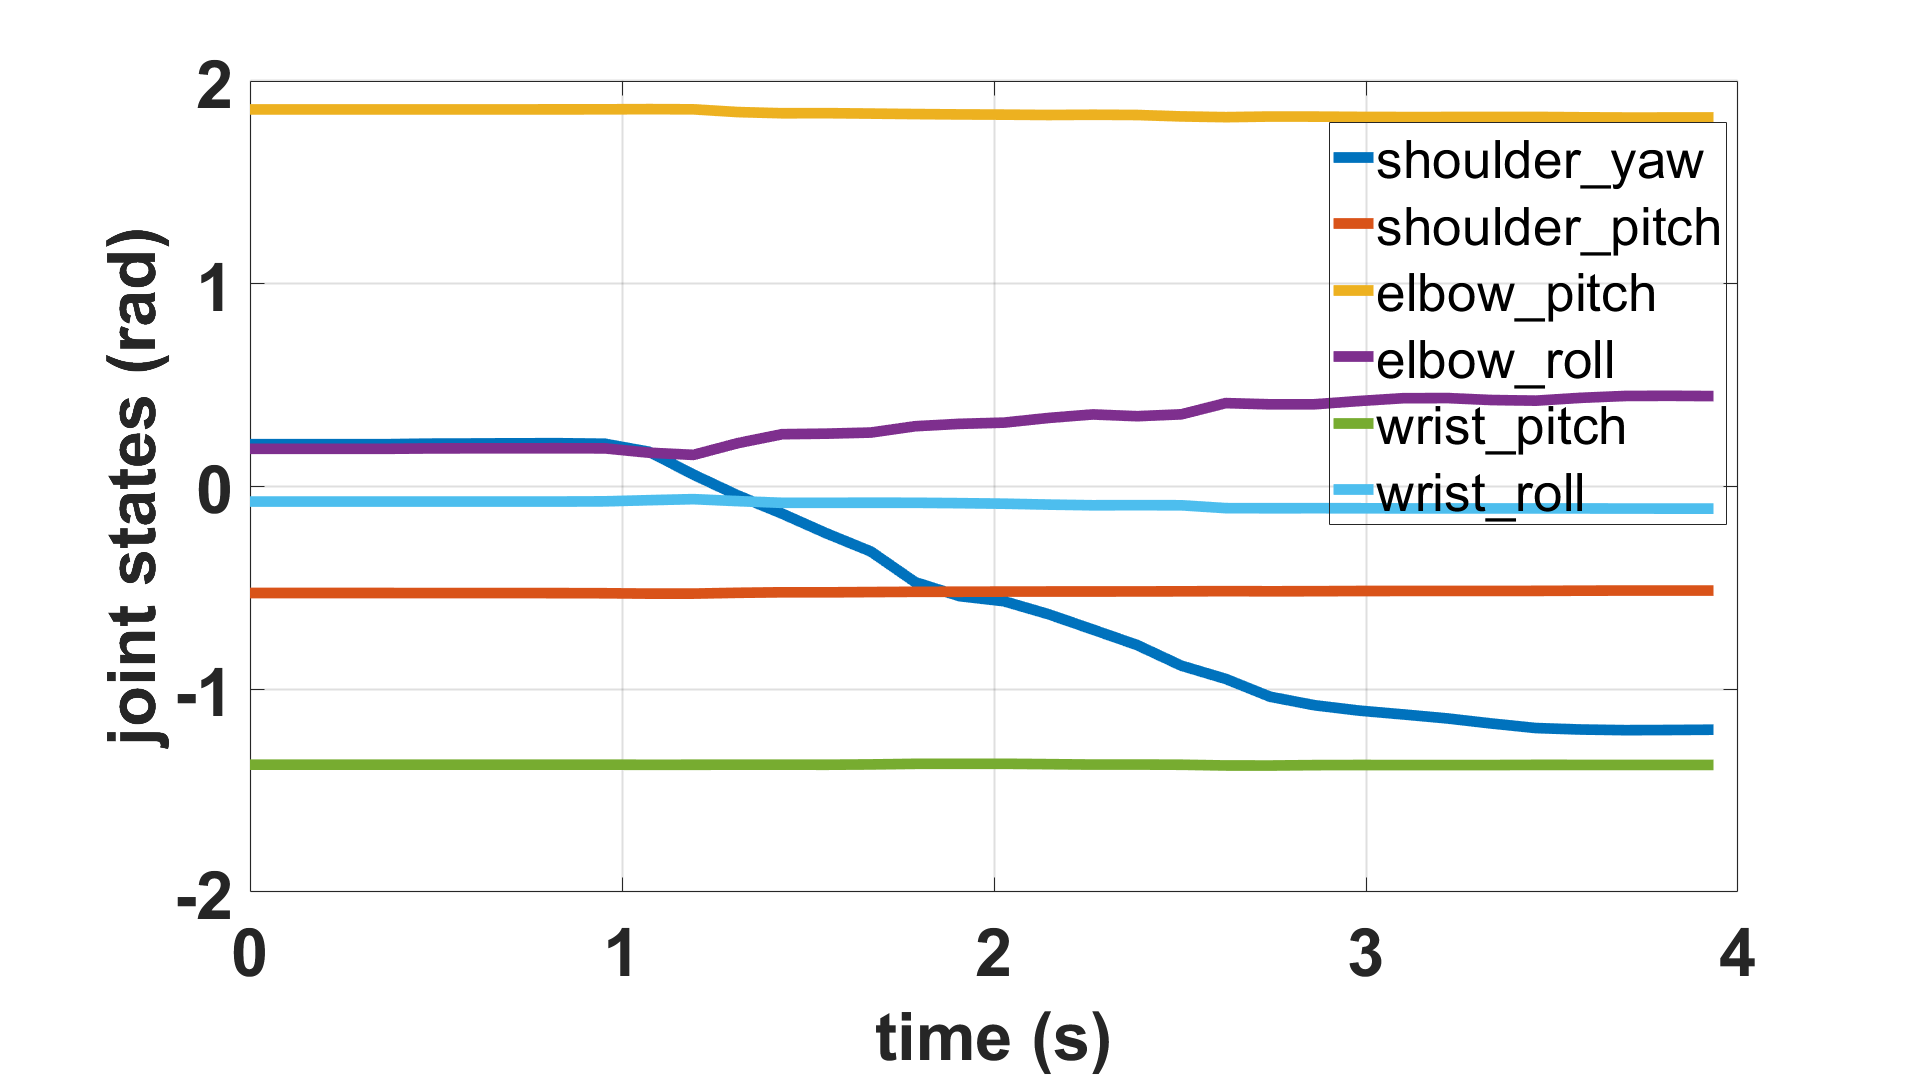 2
1
0
-1
-2
joint states (rad)
shoulder_yaw
shoulder_pitch
elbow_pitch
elbow_roll
wrist_pitch
wrist_roll
0 1 2 3 4
time (s)